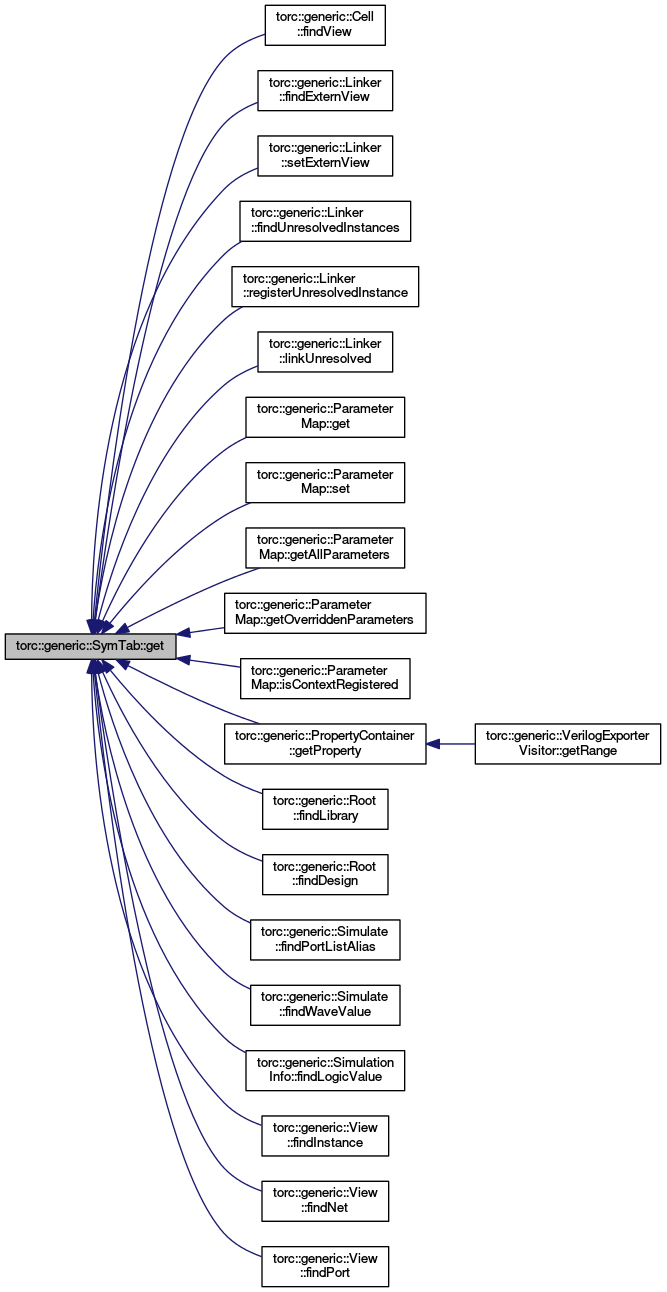 torc::generic::Cell
::findView
torc::generic::Linker
::findExternView
torc::generic::Linker
::setExternView
torc::generic::Linker
::findUnresolvedInstances
torc::generic::Linker
::registerUnresolvedInstance
torc::generic::Linker
::linkUnresolved
torc::generic::Parameter
Map::get
torc::generic::Parameter
Map::set
torc::generic::Parameter
Map::getAllParameters
torc::generic::Parameter
Map::getOverriddenParameters
torc::generic::SymTab::get
torc::generic::Parameter
Map::isContextRegistered
torc::generic::PropertyContainer
::getProperty
torc::generic::VerilogExporter
Visitor::getRange
torc::generic::Root
::findLibrary
torc::generic::Root
::findDesign
torc::generic::Simulate
::findPortListAlias
torc::generic::Simulate
::findWaveValue
torc::generic::Simulation
Info::findLogicValue
torc::generic::View
::findInstance
torc::generic::View
::findNet
torc::generic::View
::findPort